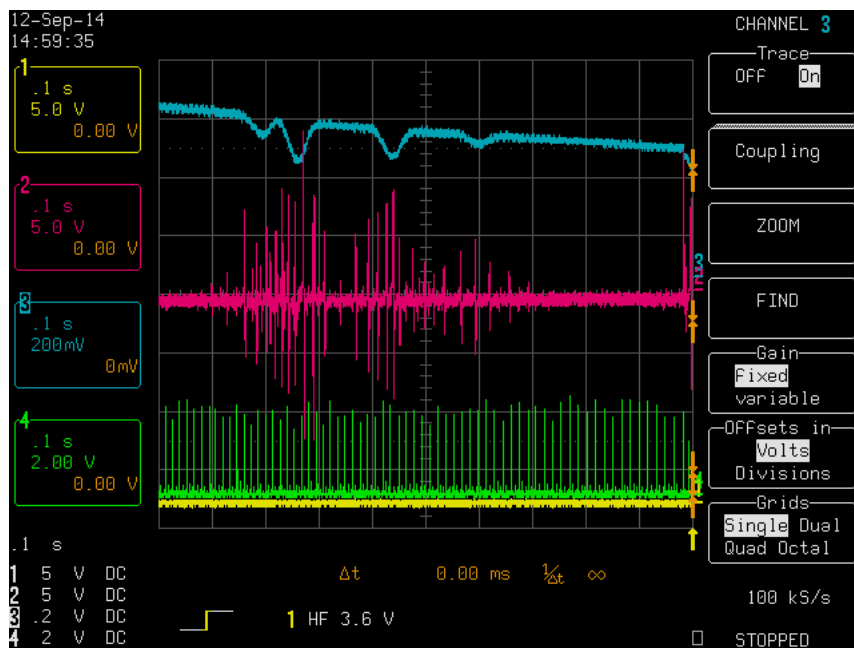 12-Sep-14
14:59:35
1
.1 s
5.0 V
0.00 V
2
.1 s
5.0 V
0.00 V
3
.1 s
200mV
0mV
4
.1 s
2.00 V
0.00 V
.1 s
1 5 V DC
2 5 V DC
3 .2 V DC
4 2 V DC
Δt 0.00 ms 1/Δt ∞
1 HF 3.6 V
CHANNEL 3
Trace
OFF On
Coupling
ZOOM
FIND
Gain
Fixed
variable
Offsets in
Volts
Divisions
Grids
Single Dual
Quad Octal
100 kS/s
STOPPED